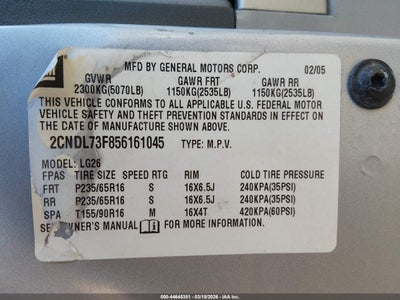 MFD BY GENERAL MOTORS CORP. 02/05
GVWR GAWR FRT GAWR RR
2300KG(5070LB) 1150KG(2535LB) 1150KG(2535LB)
THIS VEHICLE CONFORMS TO ALL APPLICABLE U.S. FEDERAL MOTOR
VEHICLE SAFETY AND THEFT PREVENTION STANDARDS IN EFFECT ON
THE DATE OF MANUFACTURE SHOWN ABOVE.
2CNDL73F856161045 TYPE: M.P.V.
MODEL: LG26
FPAS TIRE SIZE SPEED RTG RIM COLD TIRE PRESSURE
FRT P235/65R16 S 16X6.5J 240KPA(35PSI)
RR P235/65R16 S 16X6.5J 240KPA(35PSI)
SPA T155/90R16 M 16X4T 420KPA(60PSI)
SEE OWNER'S MANUAL FOR MORE INFORMATION.
000-44645351 - 03/18/2026 - IAA Inc.